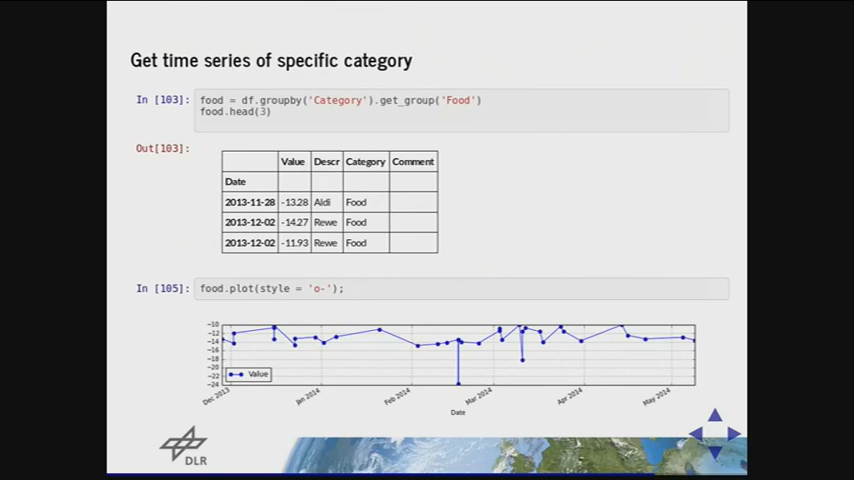 Get time series of specific category
In [103]: food = df.groupby('Category').get_group('Food')
food.head(3)
Out[103]:
Value Descr Category Comment
Date
2013-11-28 -13.28 Aldi Food
2013-12-02 -14.27 Rewe Food
2013-12-02 -11.93 Rewe Food
In [105]: food.plot(style = 'o-');
−10
−12
−14
−16
−18
−20
−22
−24
Value
Dec 2013 Jan 2014 Feb 2014 Mar 2014 Apr 2014 May 2014
Date
DLR